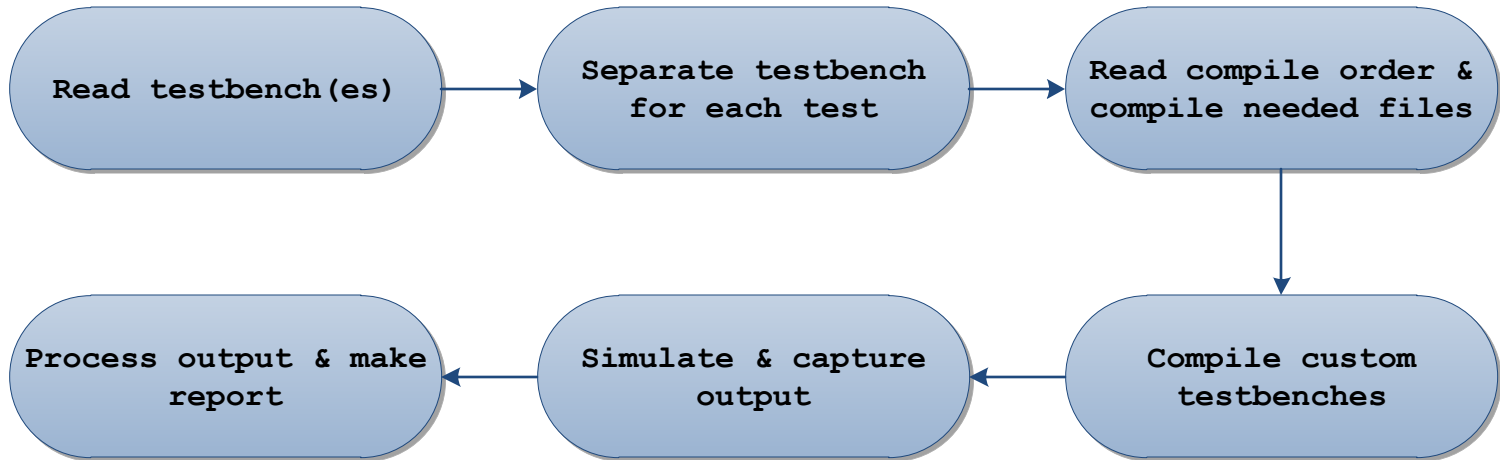 Read testbench(es)
Separate testbench
for each test
Read compile order &
compile needed files
Compile custom
testbenches
Simulate & capture
output
Process output & make
report